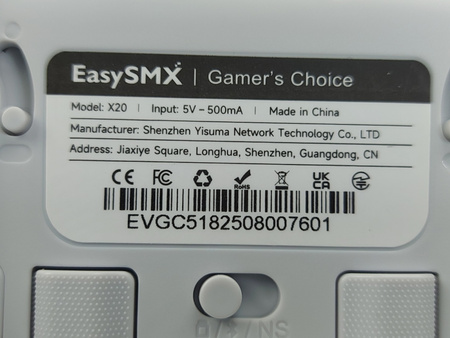 EasySMX | Gamer's Choice
Model: X20 | Input: 5V – 500mA | Made in China
Manufacturer: Shenzhen Yisuma Network Technology Co., LTD
Address: Jiaxiye Square, Longhua, Shenzhen, Guangdong, CN
CE FC RoHS UK CA
EVGC5182508007601
NS